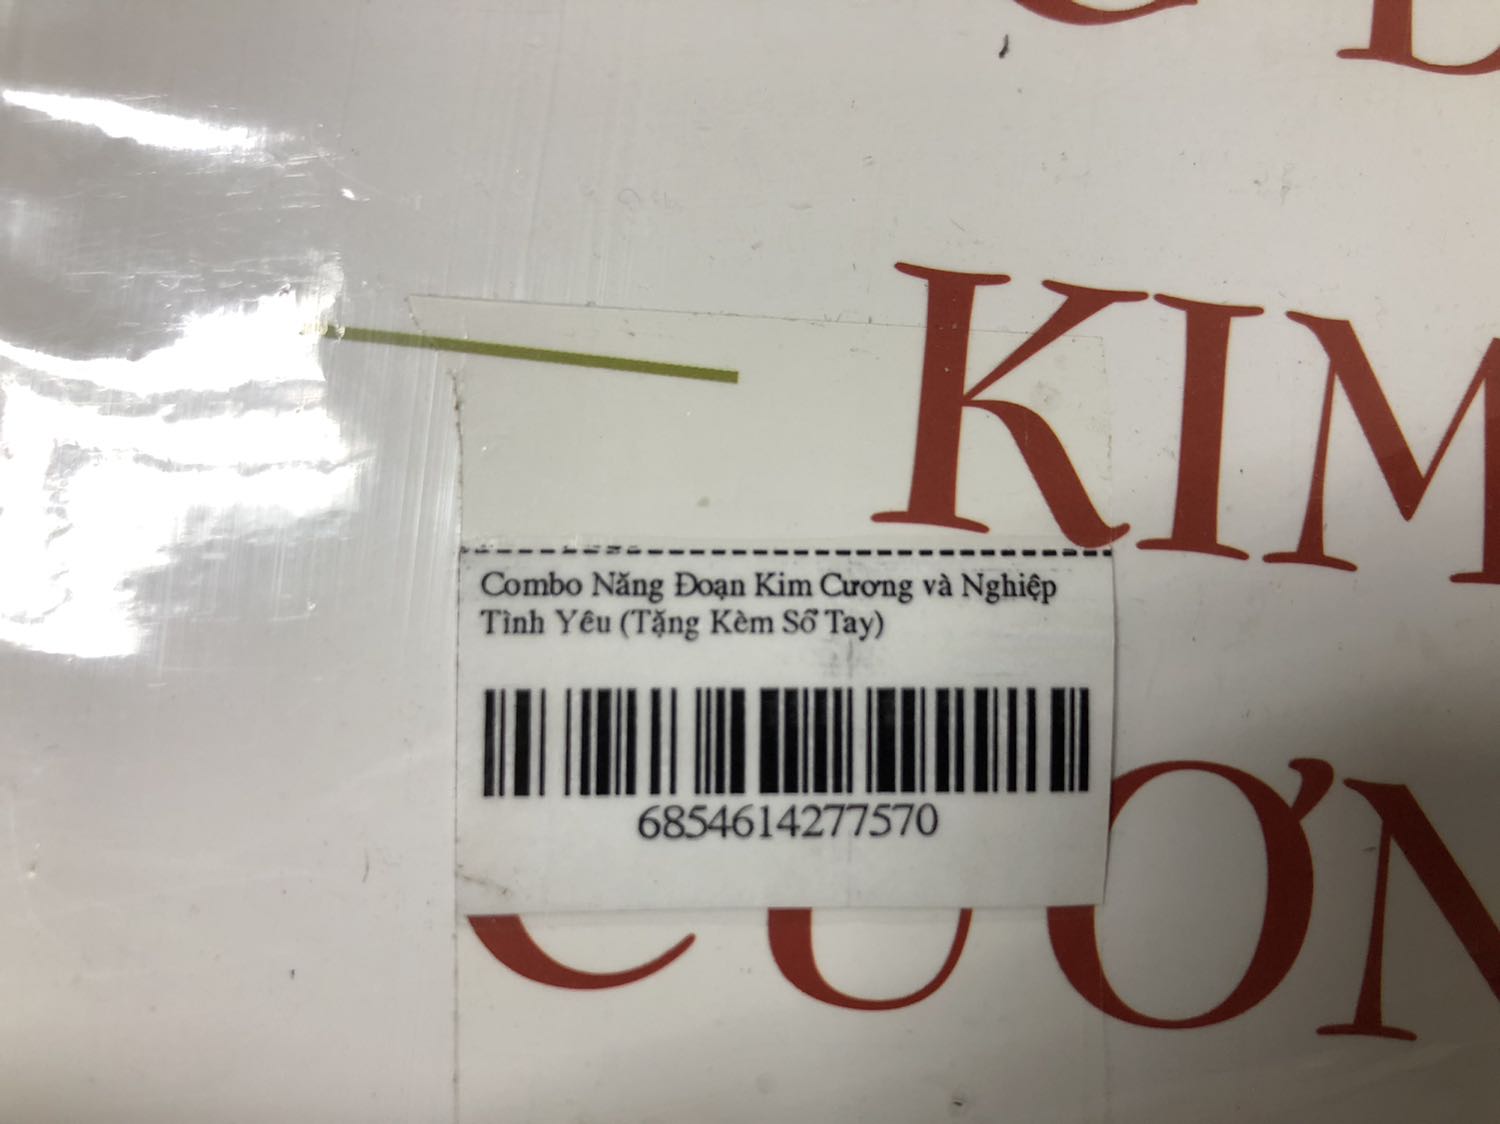 KIM
Combo Năng Đoạn Kim Cương và Nghiệp
Tình Yêu (Tặng Kèm Sổ Tay)
6854614277570
CƯƠN